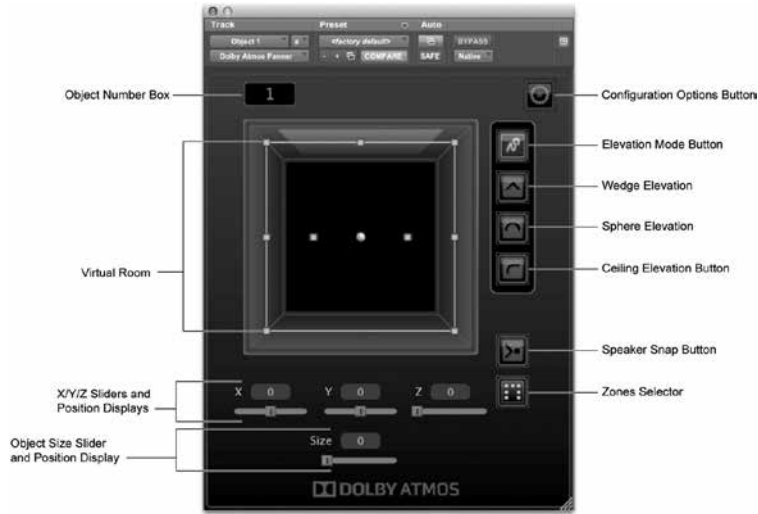 Track Preset Auto
Object 1 a <factory default> BYPASS
Dolby Atmos Panner - + COMPARE SAFE Native
Object Number Box
1
Configuration Options Button
Elevation Mode Button
Wedge Elevation
Sphere Elevation
Virtual Room
Ceiling Elevation Button
Speaker Snap Button
X/Y/Z Sliders and
Position Displays
X 0 Y 0 Z 0
Zones Selector
Object Size Slider
and Position Display
Size 0
DOLBY ATMOS